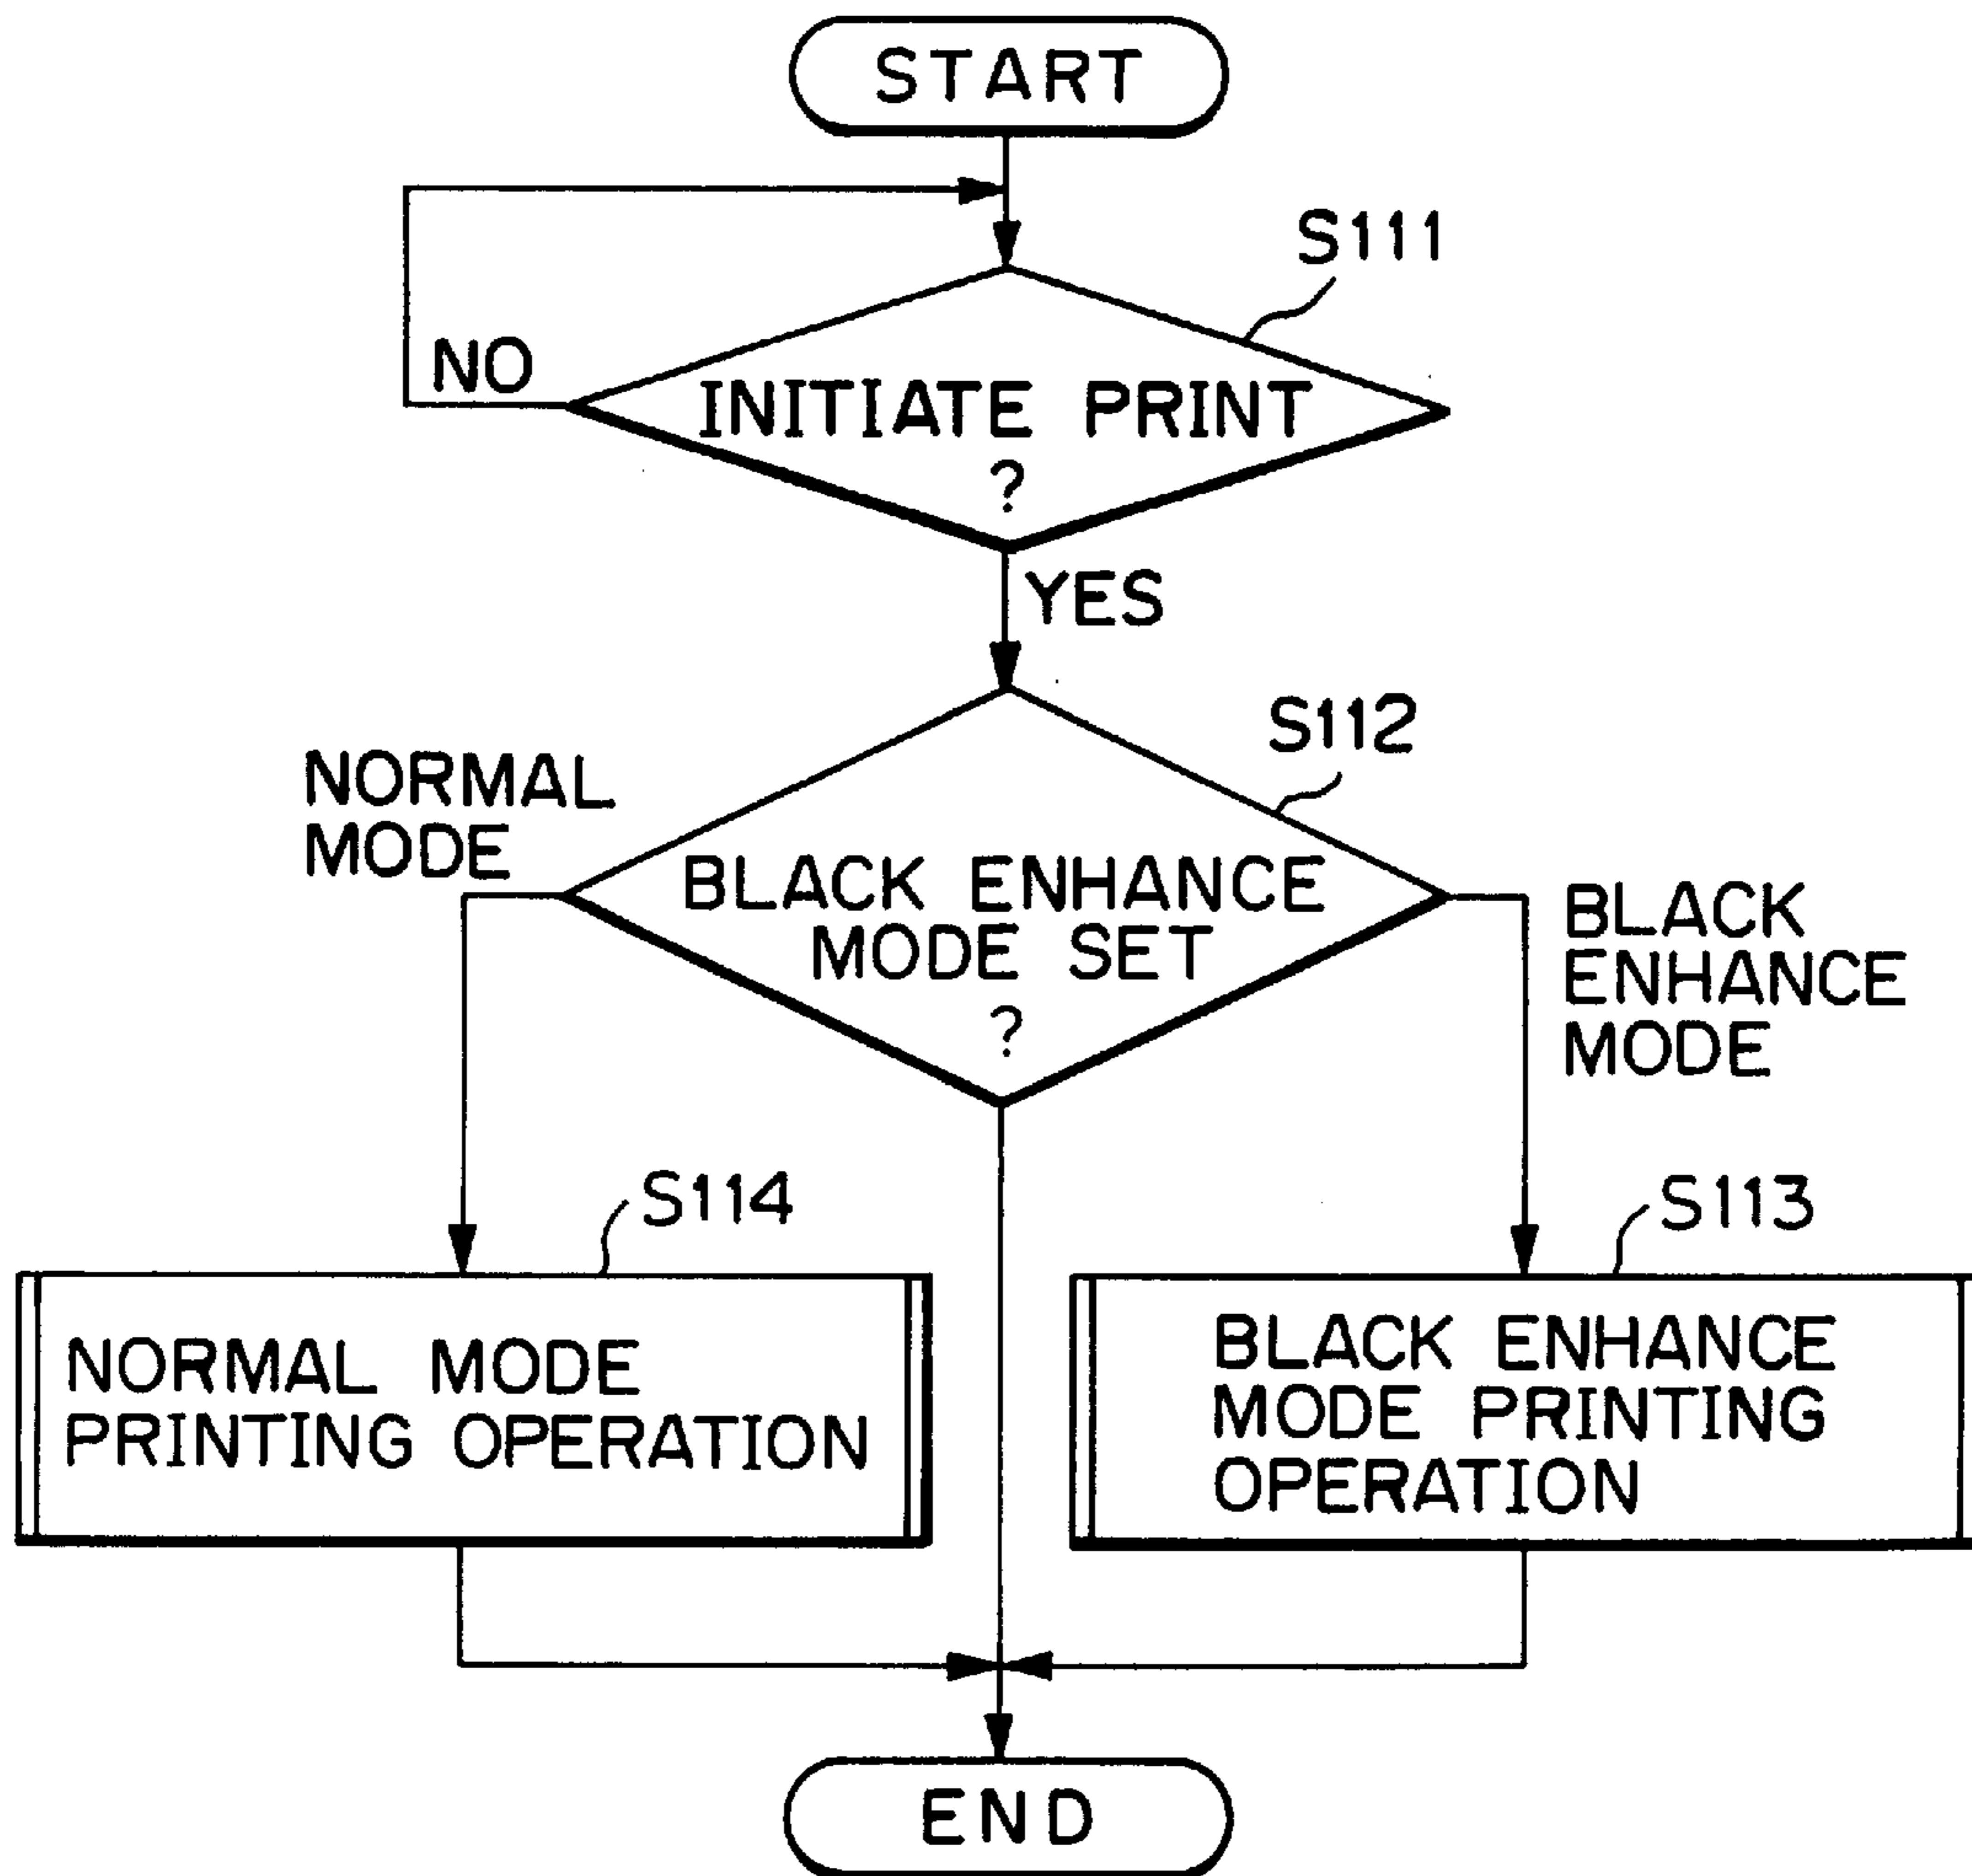 START
S111
NO
INITIATE PRINT
?
YES
S112
NORMAL
MODE
BLACK ENHANCE
MODE SET
?
BLACK
ENHANCE
MODE
S114
S113
NORMAL MODE
PRINTING OPERATION
BLACK ENHANCE
MODE PRINTING
OPERATION
END